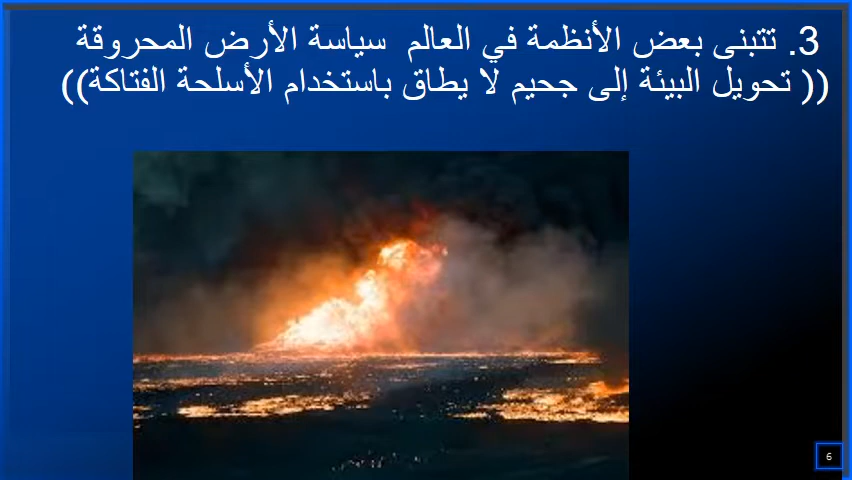 3. تتبنى بعض الأنظمة في العالم سياسة الأرض المحروقة
(( تحويل البيئة إلى جحيم لا يطاق باستخدام الأسلحة الفتاكة))
6